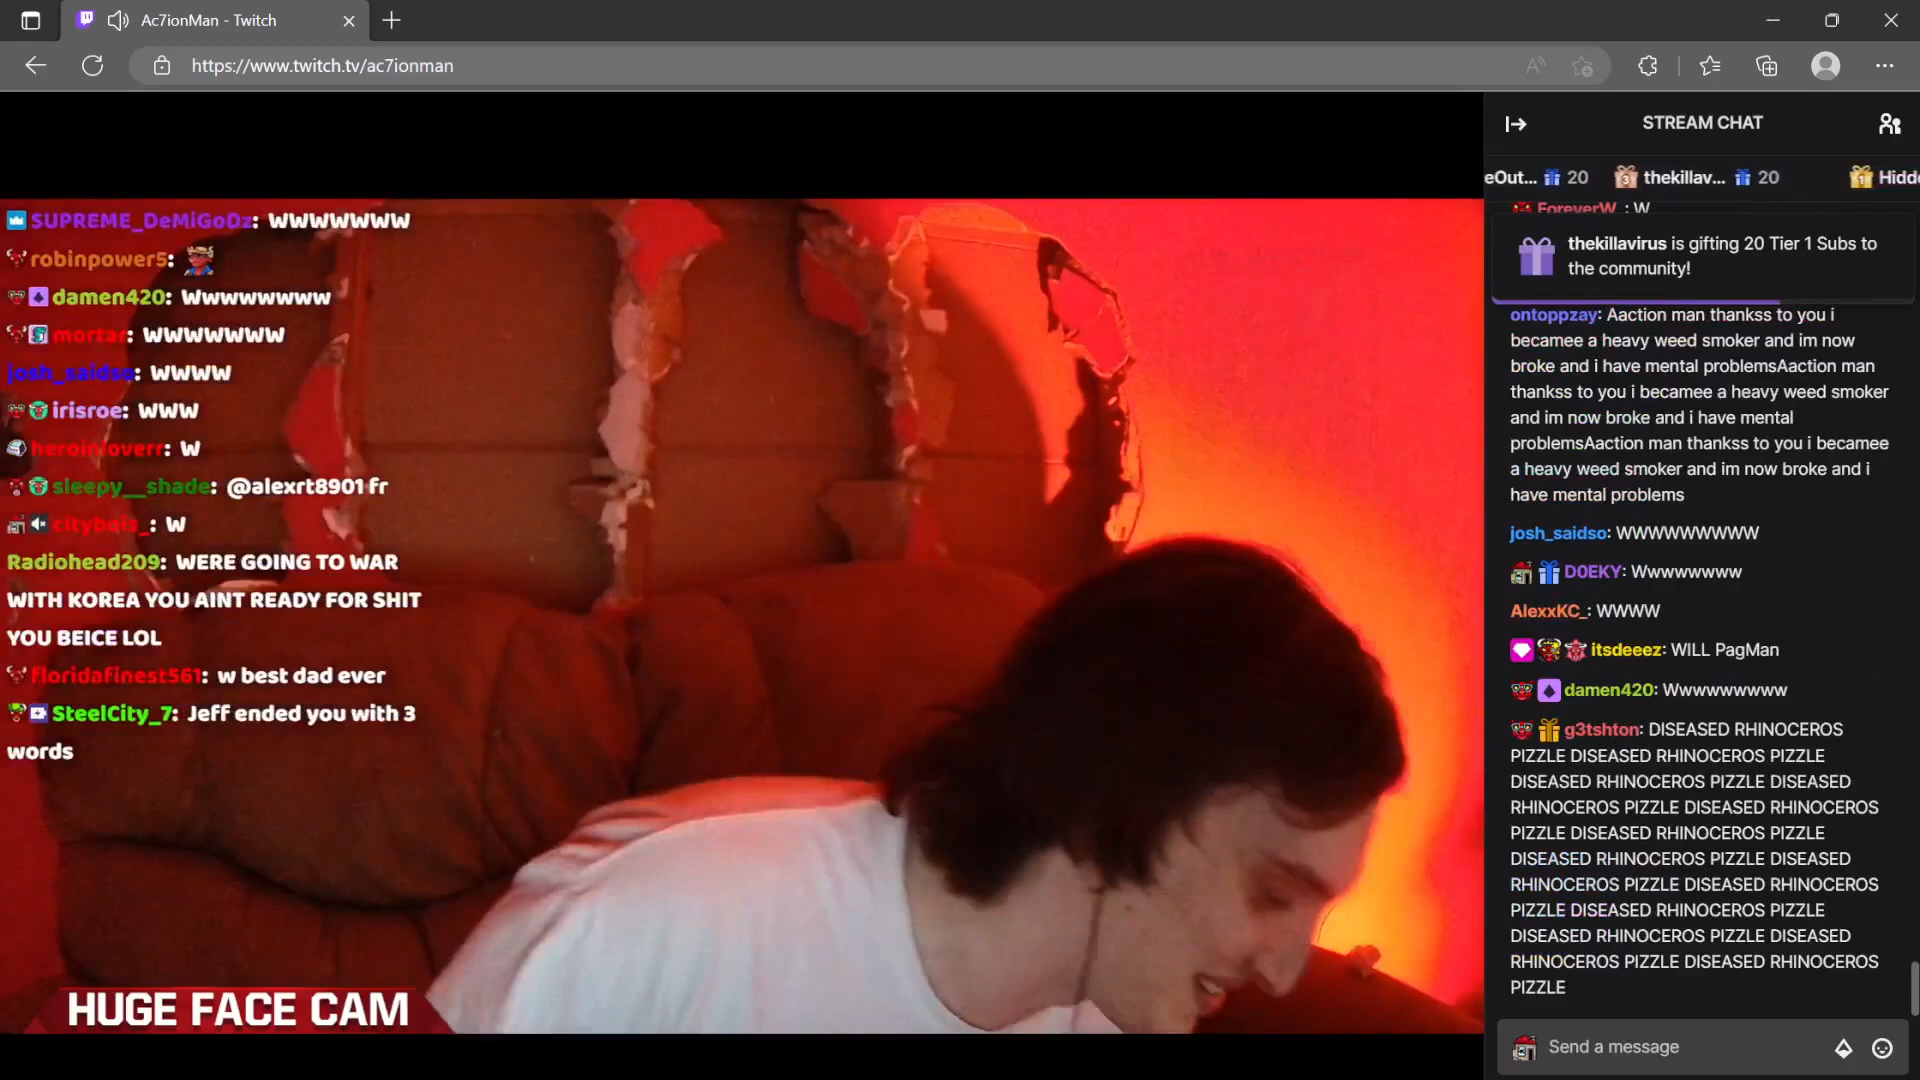 Ac7ionMan - Twitch
https://www.twitch.tv/ac7ionman
SUPREME_DeMiGoDz: WWWWWWW
robinpower5:
damen420: Wwwwwwww
mortar: WWWWWWW
josh_saidso: WWWW
irisroe: WWW
heroinloverr: W
sleepy__shade: @alexrt8901 fr
citybois_: W
Radiohead209: WERE GOING TO WAR
WITH KOREA YOU AINT READY FOR SHIT
YOU BEICE LOL
floridafinest561: w best dad ever
SteelCity_7: Jeff ended you with 3
words
HUGE FACE CAM
STREAM CHAT
eOut... 20 thekillav... 20 Hidd
ForeverW_: W
thekillavirus is gifting 20 Tier 1 Subs to
the community!
ontoppzay: Aaction man thankss to you i
becamee a heavy weed smoker and im now
broke and i have mental problemsAaction man
thankss to you i becamee a heavy weed smoker
and im now broke and i have mental
problemsAaction man thankss to you i becamee
a heavy weed smoker and im now broke and i
have mental problems
josh_saidso: WWWWWWWWW
D0EKY: Wwwwwwww
AlexxKC_: WWWW
itsdeeez: WILL PagMan
damen420: Wwwwwwwww
g3tshton: DISEASED RHINOCEROS
PIZZLE DISEASED RHINOCEROS PIZZLE
DISEASED RHINOCEROS PIZZLE DISEASED
RHINOCEROS PIZZLE DISEASED RHINOCEROS
PIZZLE DISEASED RHINOCEROS PIZZLE
DISEASED RHINOCEROS PIZZLE DISEASED
RHINOCEROS PIZZLE DISEASED RHINOCEROS
PIZZLE DISEASED RHINOCEROS PIZZLE
DISEASED RHINOCEROS PIZZLE DISEASED
RHINOCEROS PIZZLE DISEASED RHINOCEROS
PIZZLE
Send a message